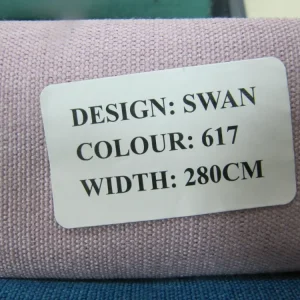 DESIGN: SWAN
COLOUR: 617
WIDTH: 280CM